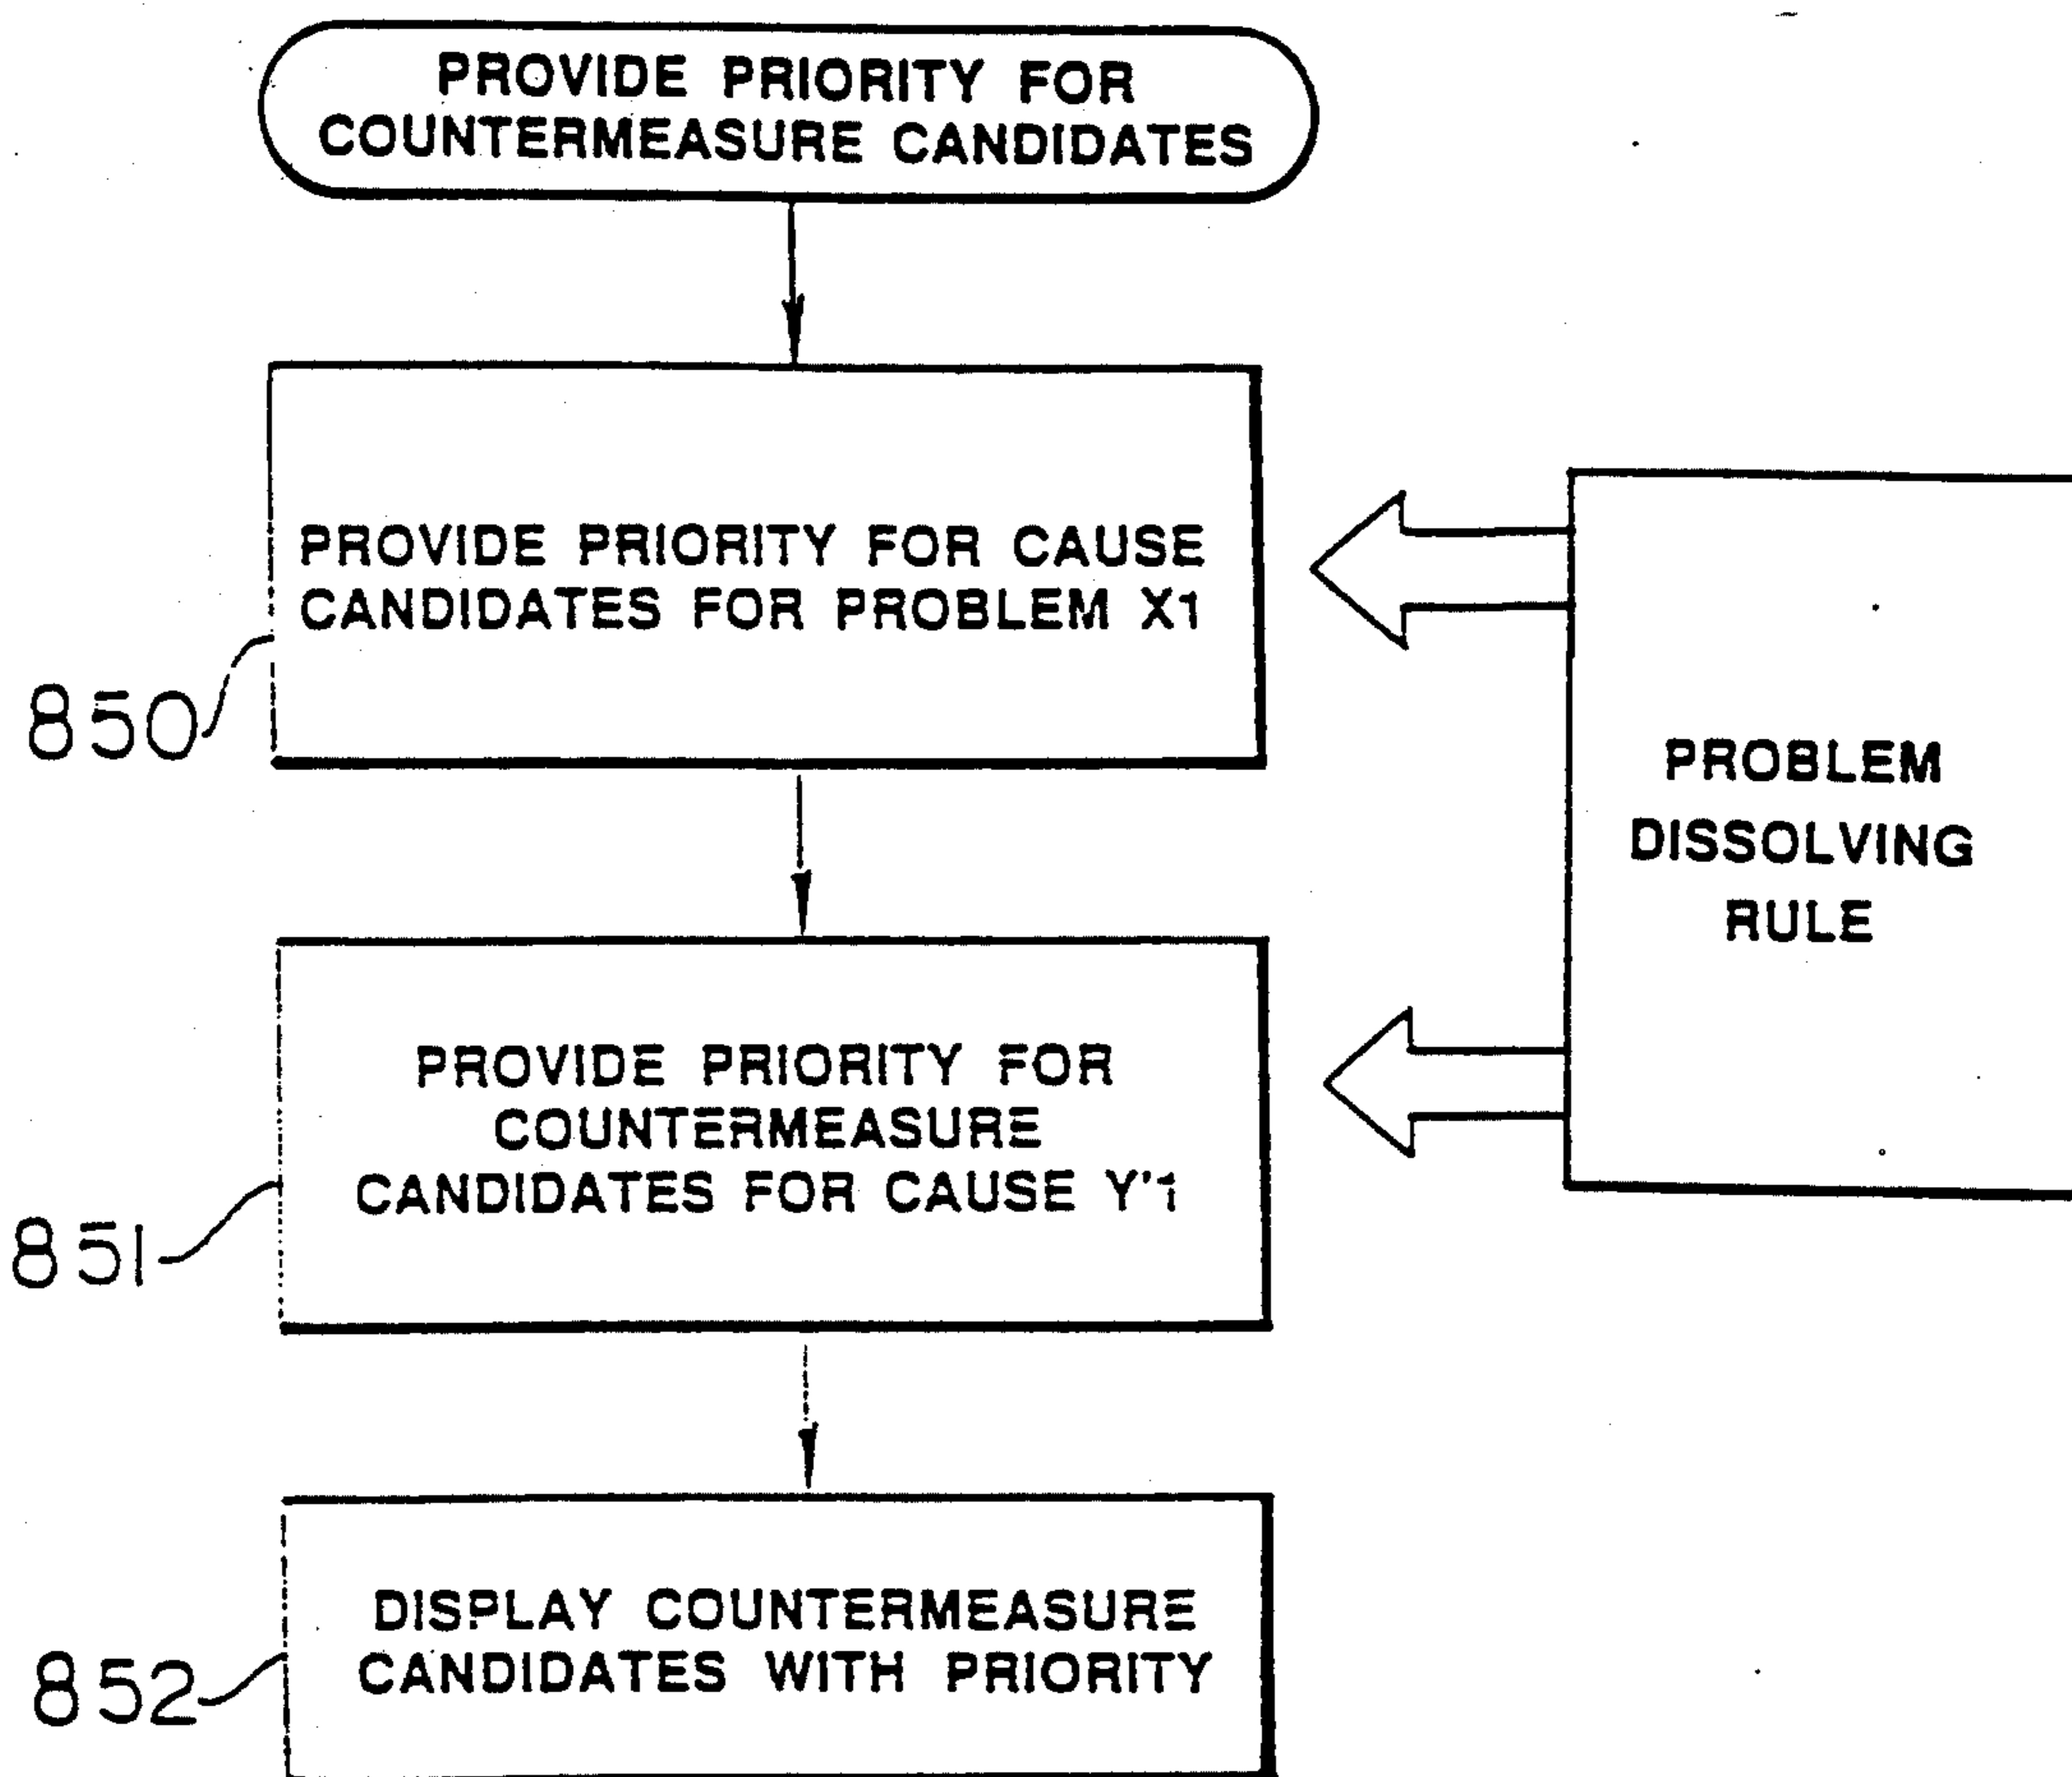 PROVIDE PRIORITY FOR
COUNTERMEASURE CANDIDATES
PROVIDE PRIORITY FOR CAUSE
CANDIDATES FOR PROBLEM X1
850
PROBLEM
DISSOLVING
RULE
PROVIDE PRIORITY FOR
COUNTERMEASURE
CANDIDATES FOR CAUSE Y'1
851
DISPLAY COUNTERMEASURE
CANDIDATES WITH PRIORITY
852